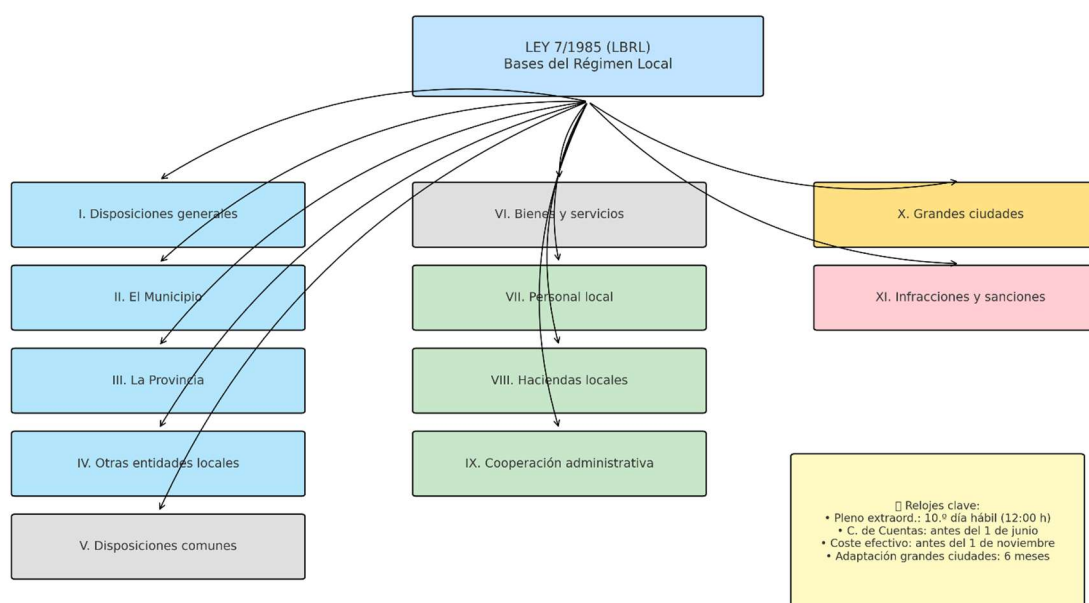 LEY 7/1985 (LBRL)
Bases del Régimen Local
I. Disposiciones generales
II. El Municipio
III. La Provincia
IV. Otras entidades locales
V. Disposiciones comunes
VI. Bienes y servicios
VII. Personal local
VIII. Haciendas locales
IX. Cooperación administrativa
X. Grandes ciudades
XI. Infracciones y sanciones
Relojes clave:
• Pleno extraord.: 10.º día hábil (12:00 h)
• C. de Cuentas: antes del 1 de junio
• Coste efectivo: antes del 1 de noviembre
• Adaptación grandes ciudades: 6 meses